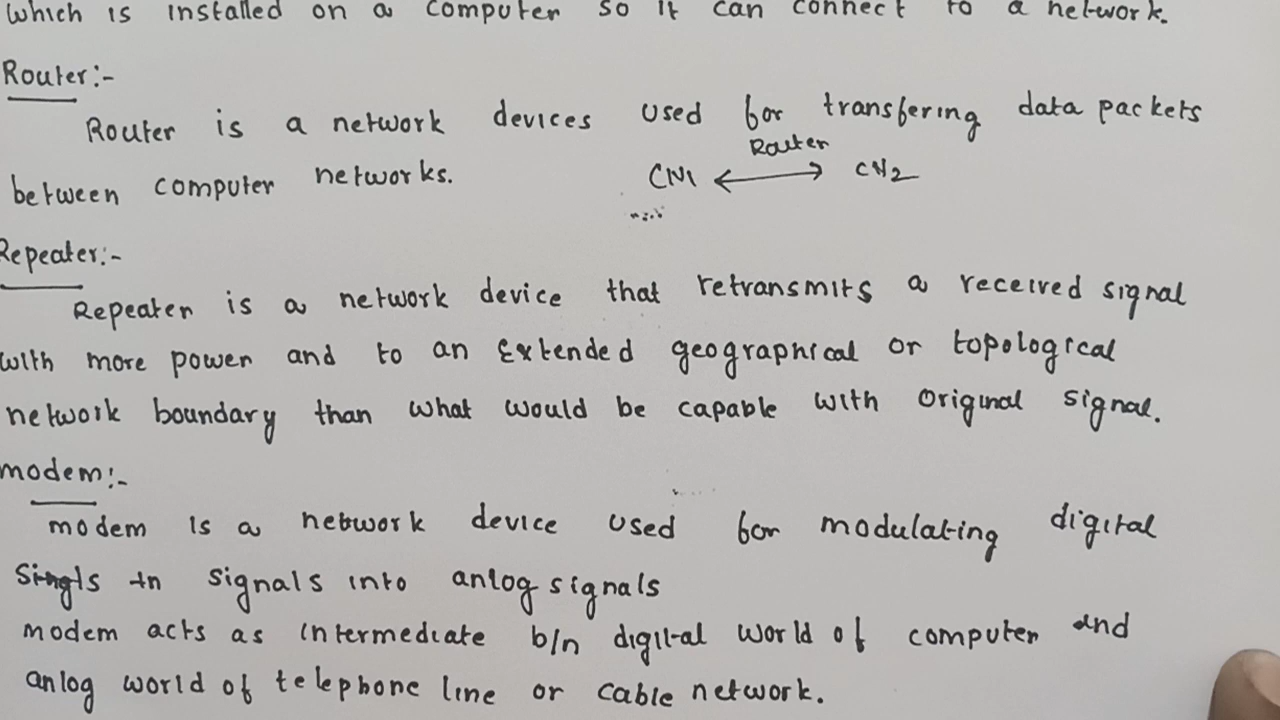 which is installed on a computer so it can connect to a network.
Router:-
Router is a network devices used for transfering data packets
between computer networks.
Router
CN1 ⟷ CN2
Repeater:-
Repeater is a network device that retransmits a received signal
with more power and to an extended geographical or topological
network boundary than what would be capable with original signal.
modem:-
modem is a network device used for modulating digital
signals into anlog signals
modem acts as intermediate b/n digital world of computer and
anlog world of telephone line or cable network.